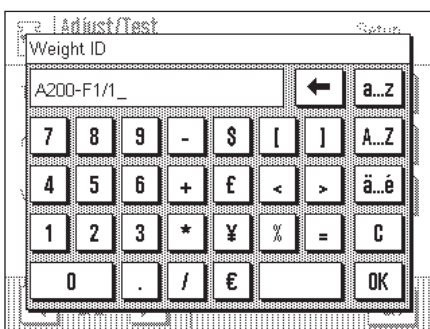 Adjust/Test Setup
Weight ID
A200-F1/1_ a...z
7 8 9 - $ [ ] A...Z
4 5 6 + £ < > ä...é
1 2 3 * ¥ % = C
0 . / € OK